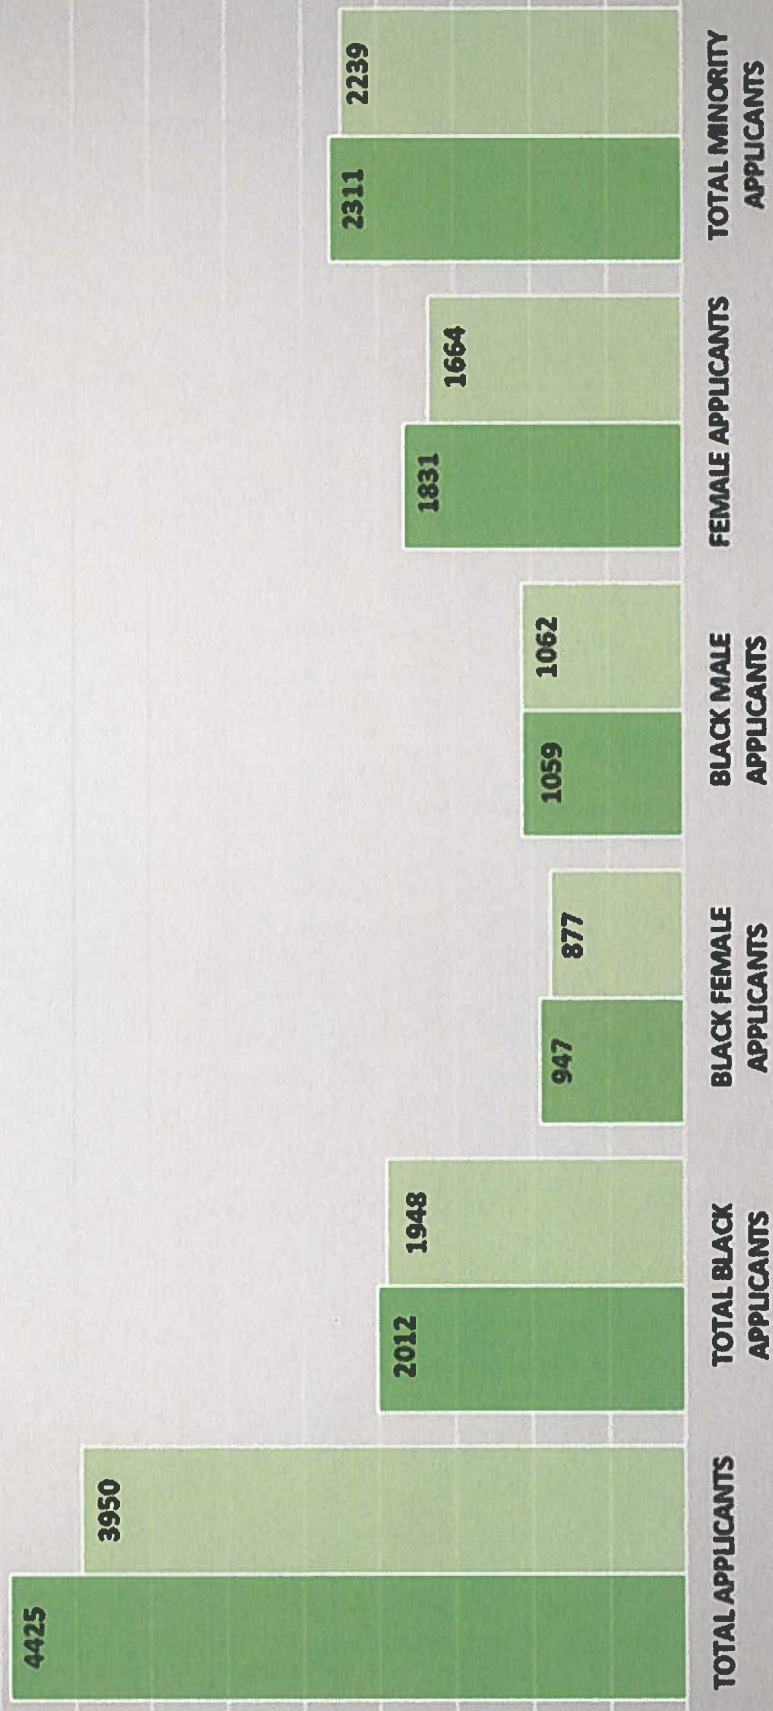 4425
3950
2012
1948
947
877
1059
1062
1831
1664
2311
2239
TOTAL APPLICANTS
TOTAL BLACK
APPLICANTS
BLACK FEMALE
APPLICANTS
BLACK MALE
APPLICANTS
FEMALE APPLICANTS
TOTAL MINORITY
APPLICANTS